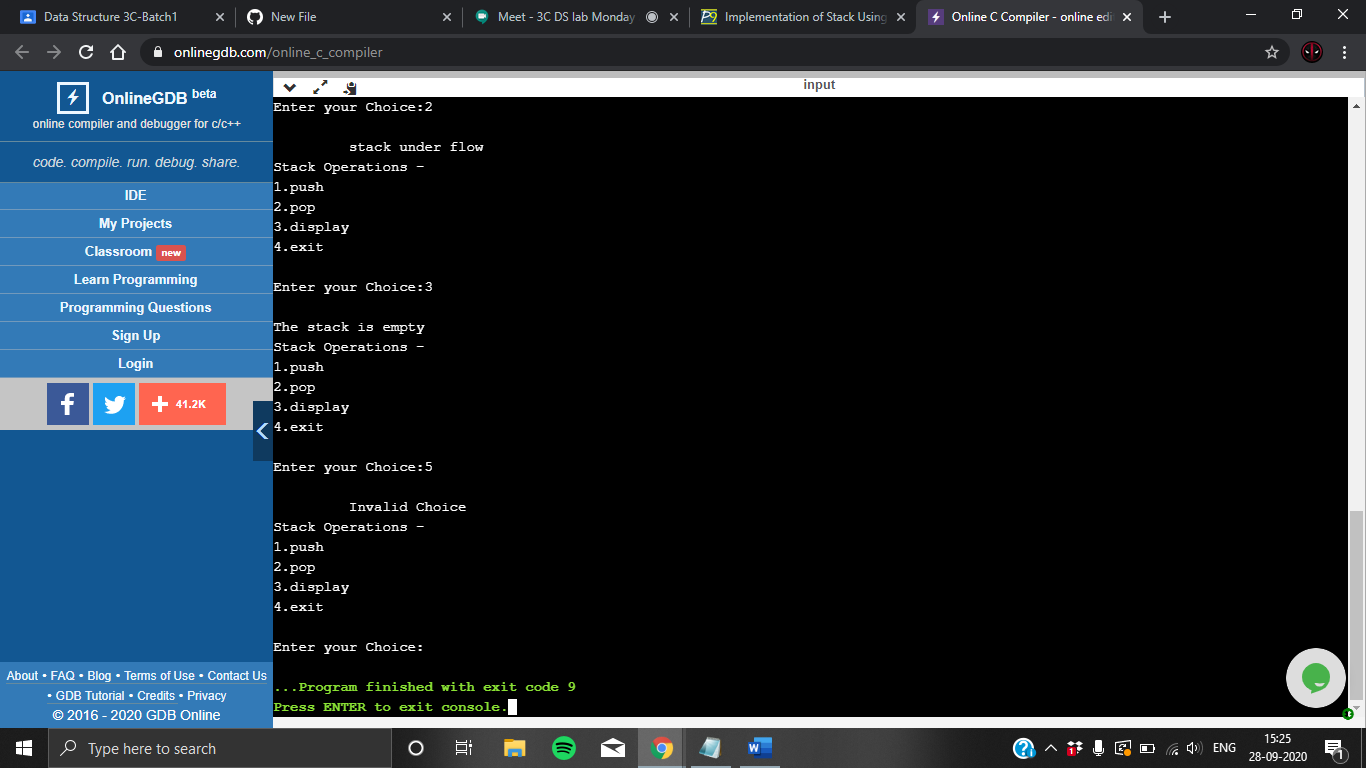 Data Structure 3C-Batch1
New File
Meet - 3C DS lab Monday
Implementation of Stack Using
Online C Compiler - online edi
onlinegdb.com/online_c_compiler
OnlineGDB beta
online compiler and debugger for c/c++
code. compile. run. debug. share.
IDE
My Projects
Classroom new
Learn Programming
Programming Questions
Sign Up
Login
f
41.2K
About • FAQ • Blog • Terms of Use • Contact Us
• GDB Tutorial • Credits • Privacy
© 2016 - 2020 GDB Online
input
Enter your Choice:2
stack under flow
Stack Operations -
1.push
2.pop
3.display
4.exit
Enter your Choice:3
The stack is empty
Stack Operations -
1.push
2.pop
3.display
4.exit
Enter your Choice:5
Invalid Choice
Stack Operations -
1.push
2.pop
3.display
4.exit
Enter your Choice:
...Program finished with exit code 9
Press ENTER to exit console.
Type here to search
ENG
15:25
28-09-2020
1